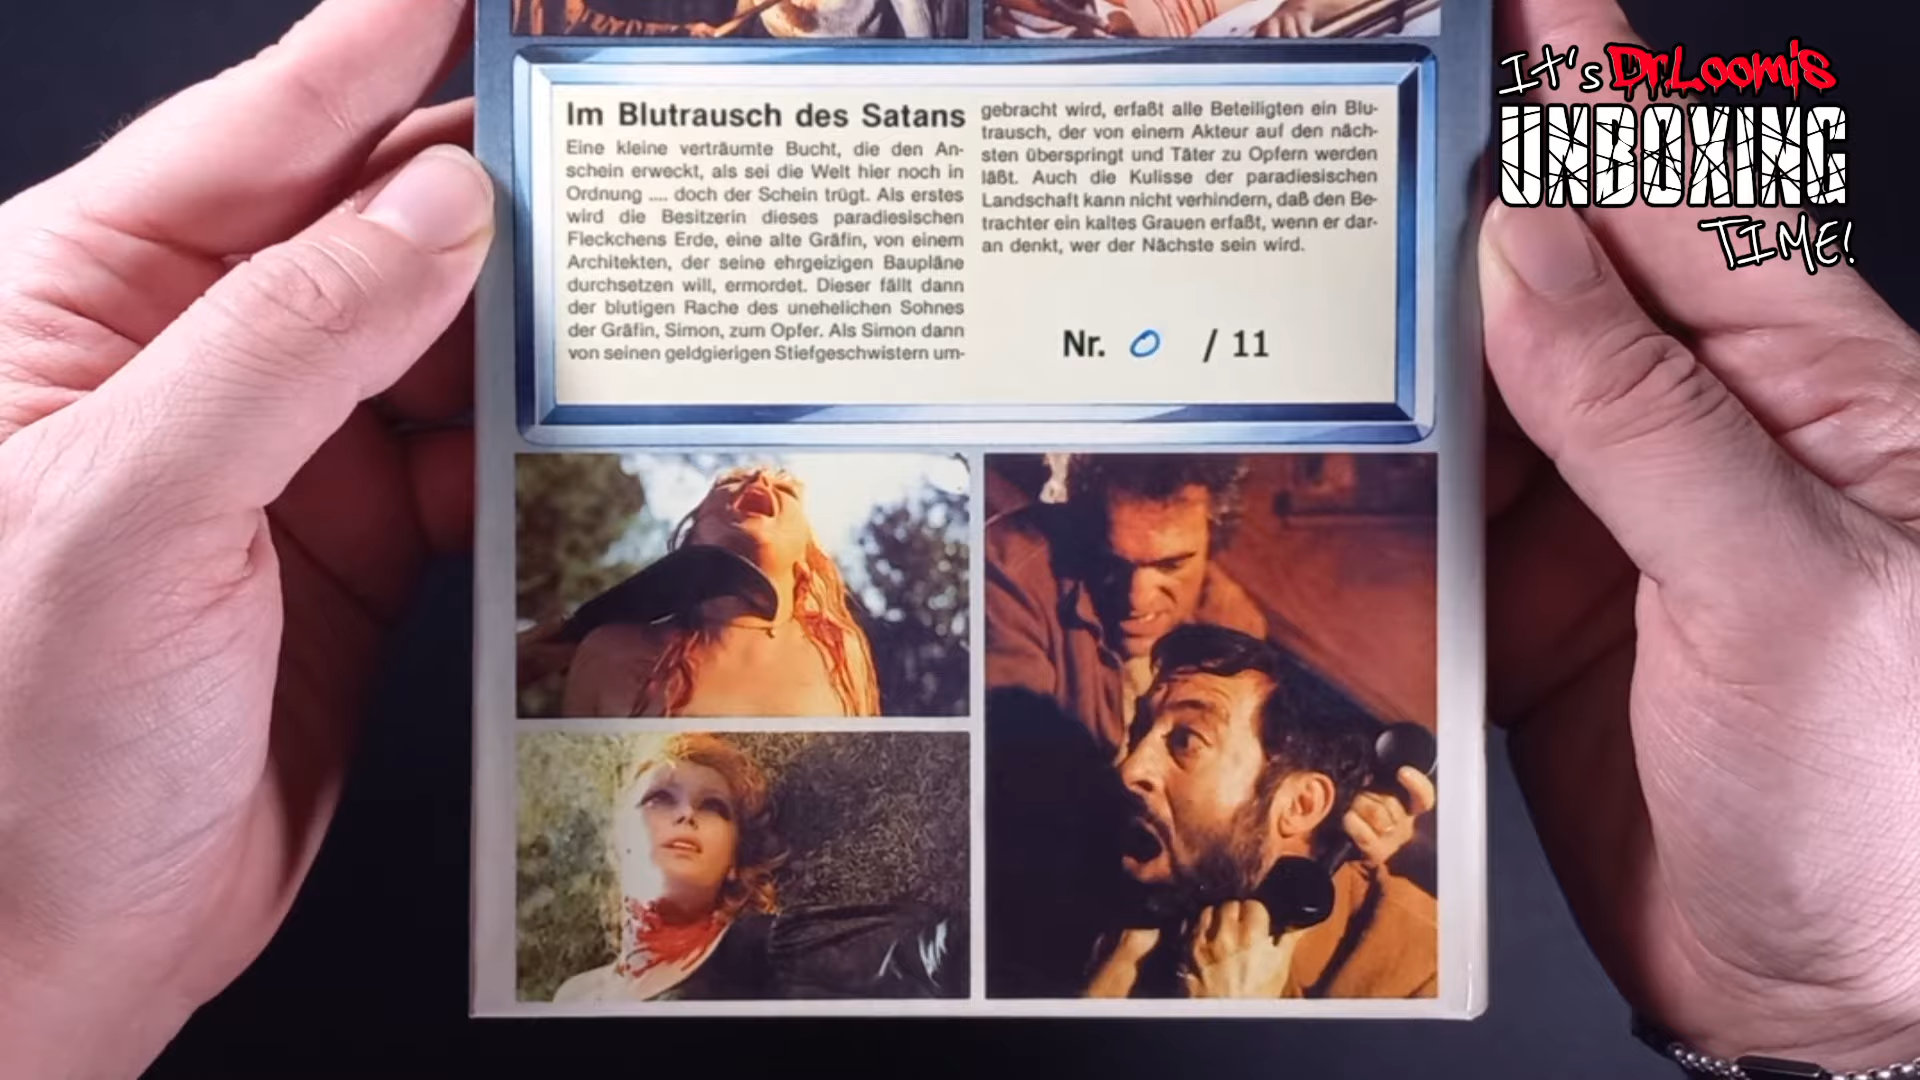 Im Blutrausch des Satans
Eine kleine verträumte Bucht, die den An-
schein erweckt, als sei die Welt hier noch in
Ordnung .... doch der Schein trügt. Als erstes
wird die Besitzerin dieses paradiesischen
Fleckchens Erde, eine alte Gräfin, von einem
Architekten, der seine ehrgeizigen Baupläne
durchsetzen will, ermordet. Dieser fällt dann
der blutigen Rache des unehelichen Sohnes
der Gräfin, Simon, zum Opfer. Als Simon dann
von seinen geldgierigen Stiefgeschwistern um-
gebracht wird, erfaßt alle Beteiligten ein Blu-
trausch, der von einem Akteur auf den näch-
sten überspringt und Täter zu Opfern werden
läßt. Auch die Kulisse der paradiesischen
Landschaft kann nicht verhindern, daß den Be-
trachter ein kaltes Grauen erfaßt, wenn er dar-
an denkt, wer der Nächste sein wird.
Nr. 0 / 11
It's Dr.Loomis
UNBOXING
TIME!